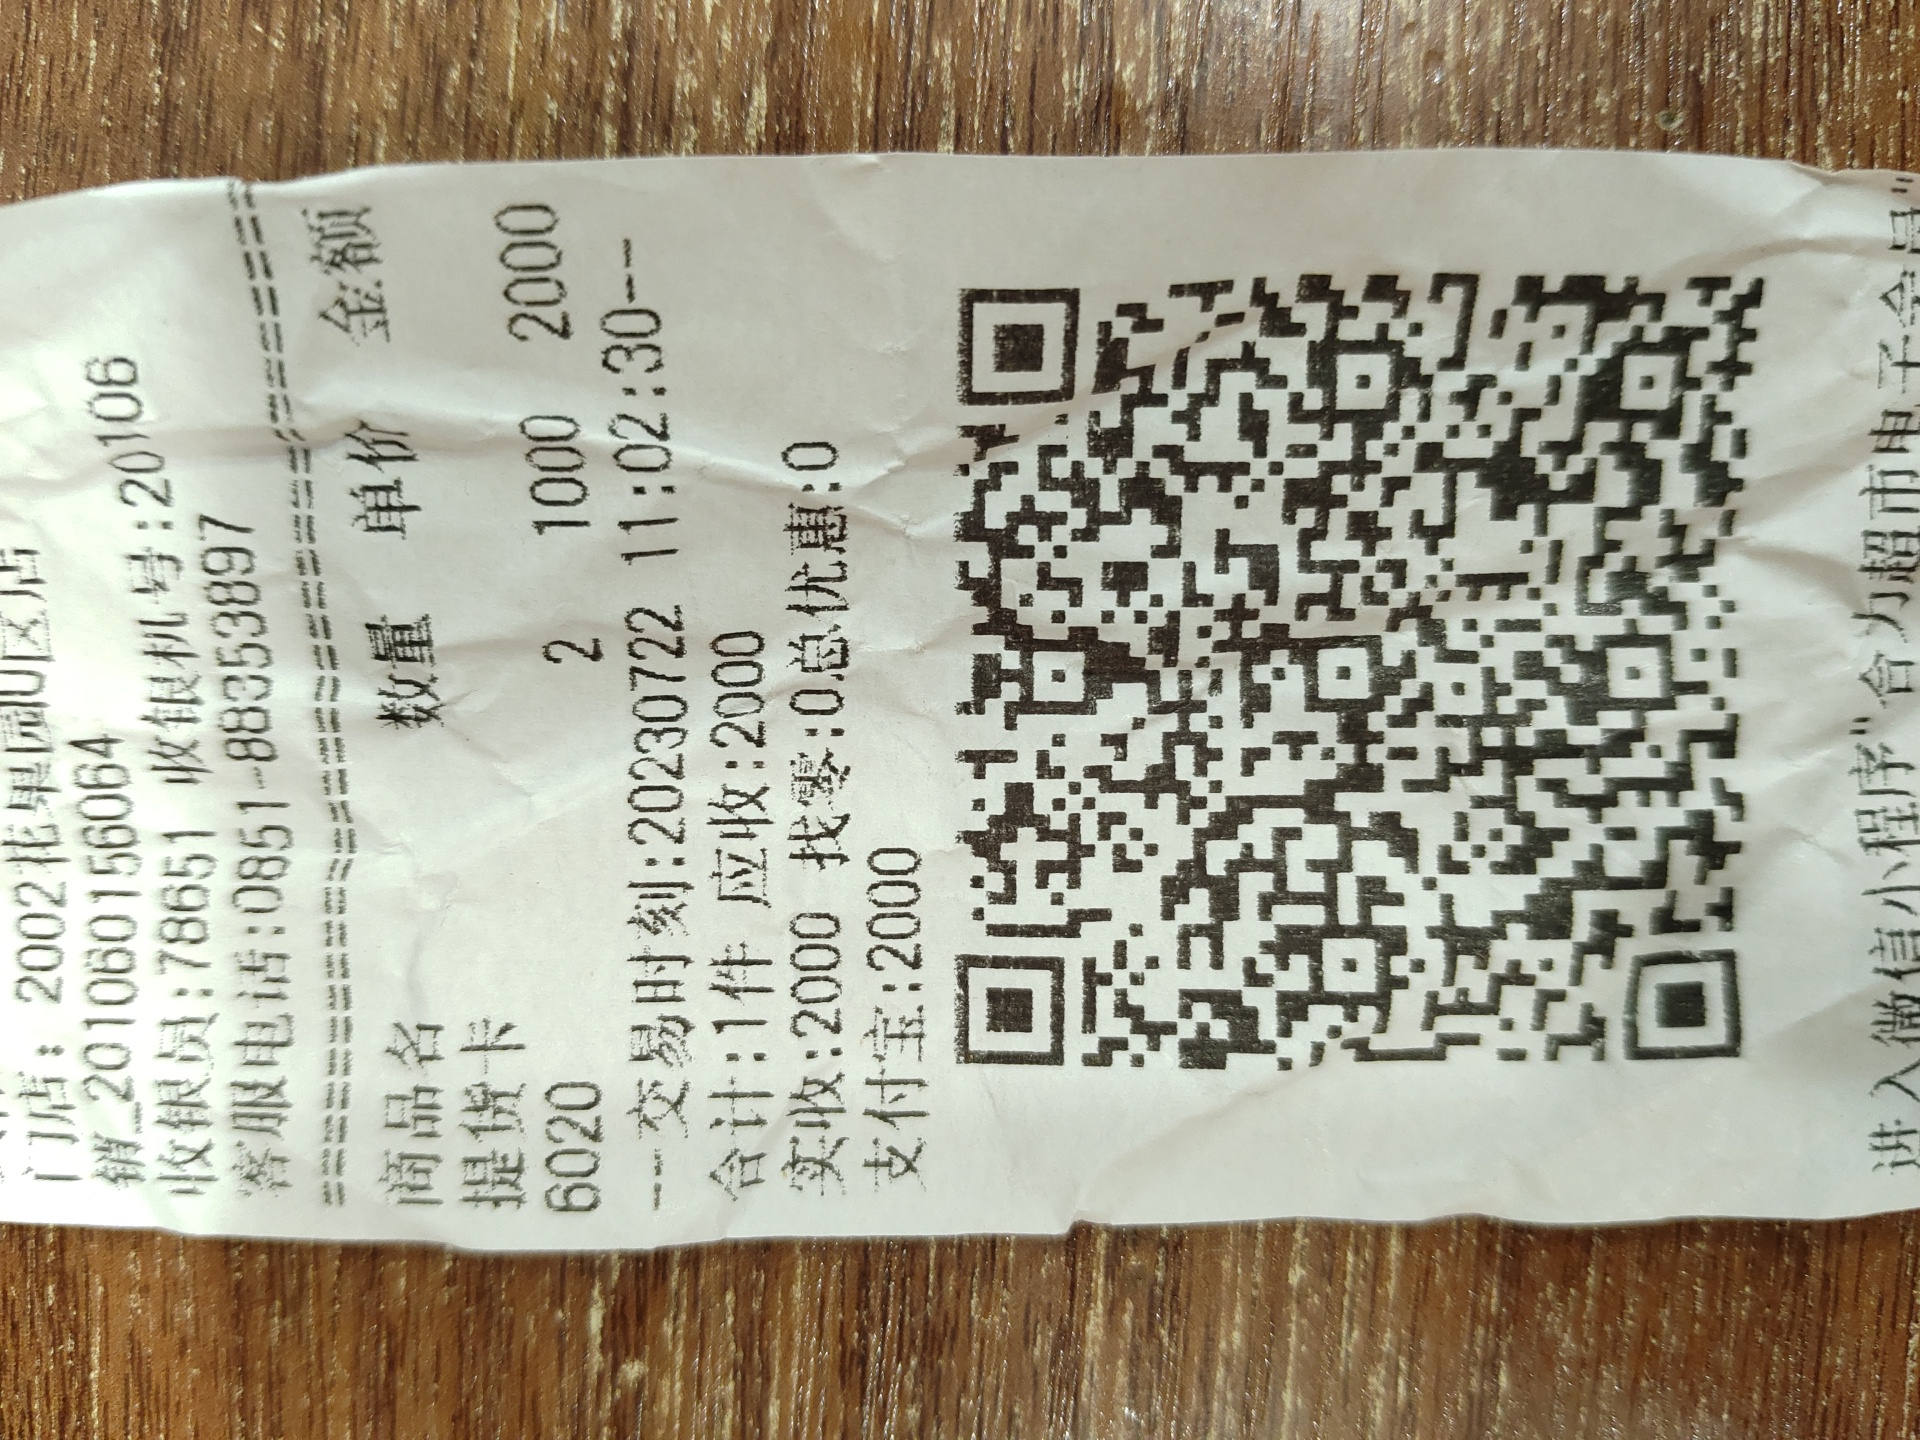 门店: 2002花果园U区店
销_201060156064
收银员:78651 收银机号:20106
客服电话:0851-88353897
================================
商品名 数量 单价 金额
提货卡
6020 2 1000 2000
---交易时刻:20230722 11:02:30--
合计:1件 应收:2000
实收:2000 找零:0总优惠:0
支付宝:2000
进入微信小程序"合力超市电子会员"